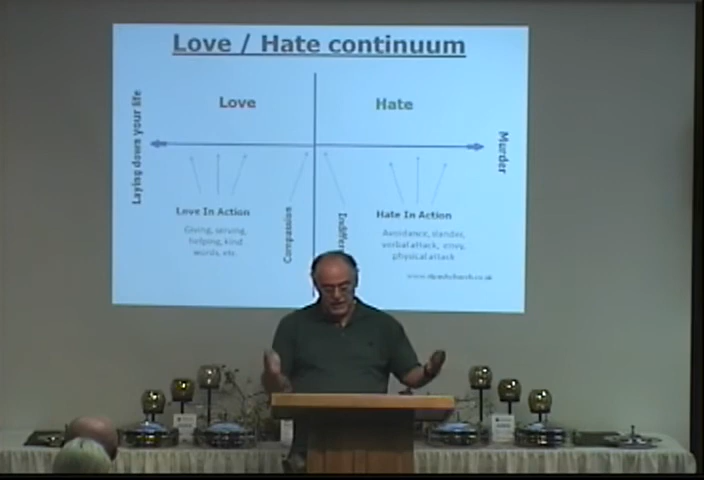 Love / Hate continuum
Love
Hate
Laying down your life
Murder
Love In Action
Giving, serving,
helping, kind
words, etc.
Compassion
Indiffer
Hate In Action
Avoidance, slander,
verbal attack, envy,
physical attack